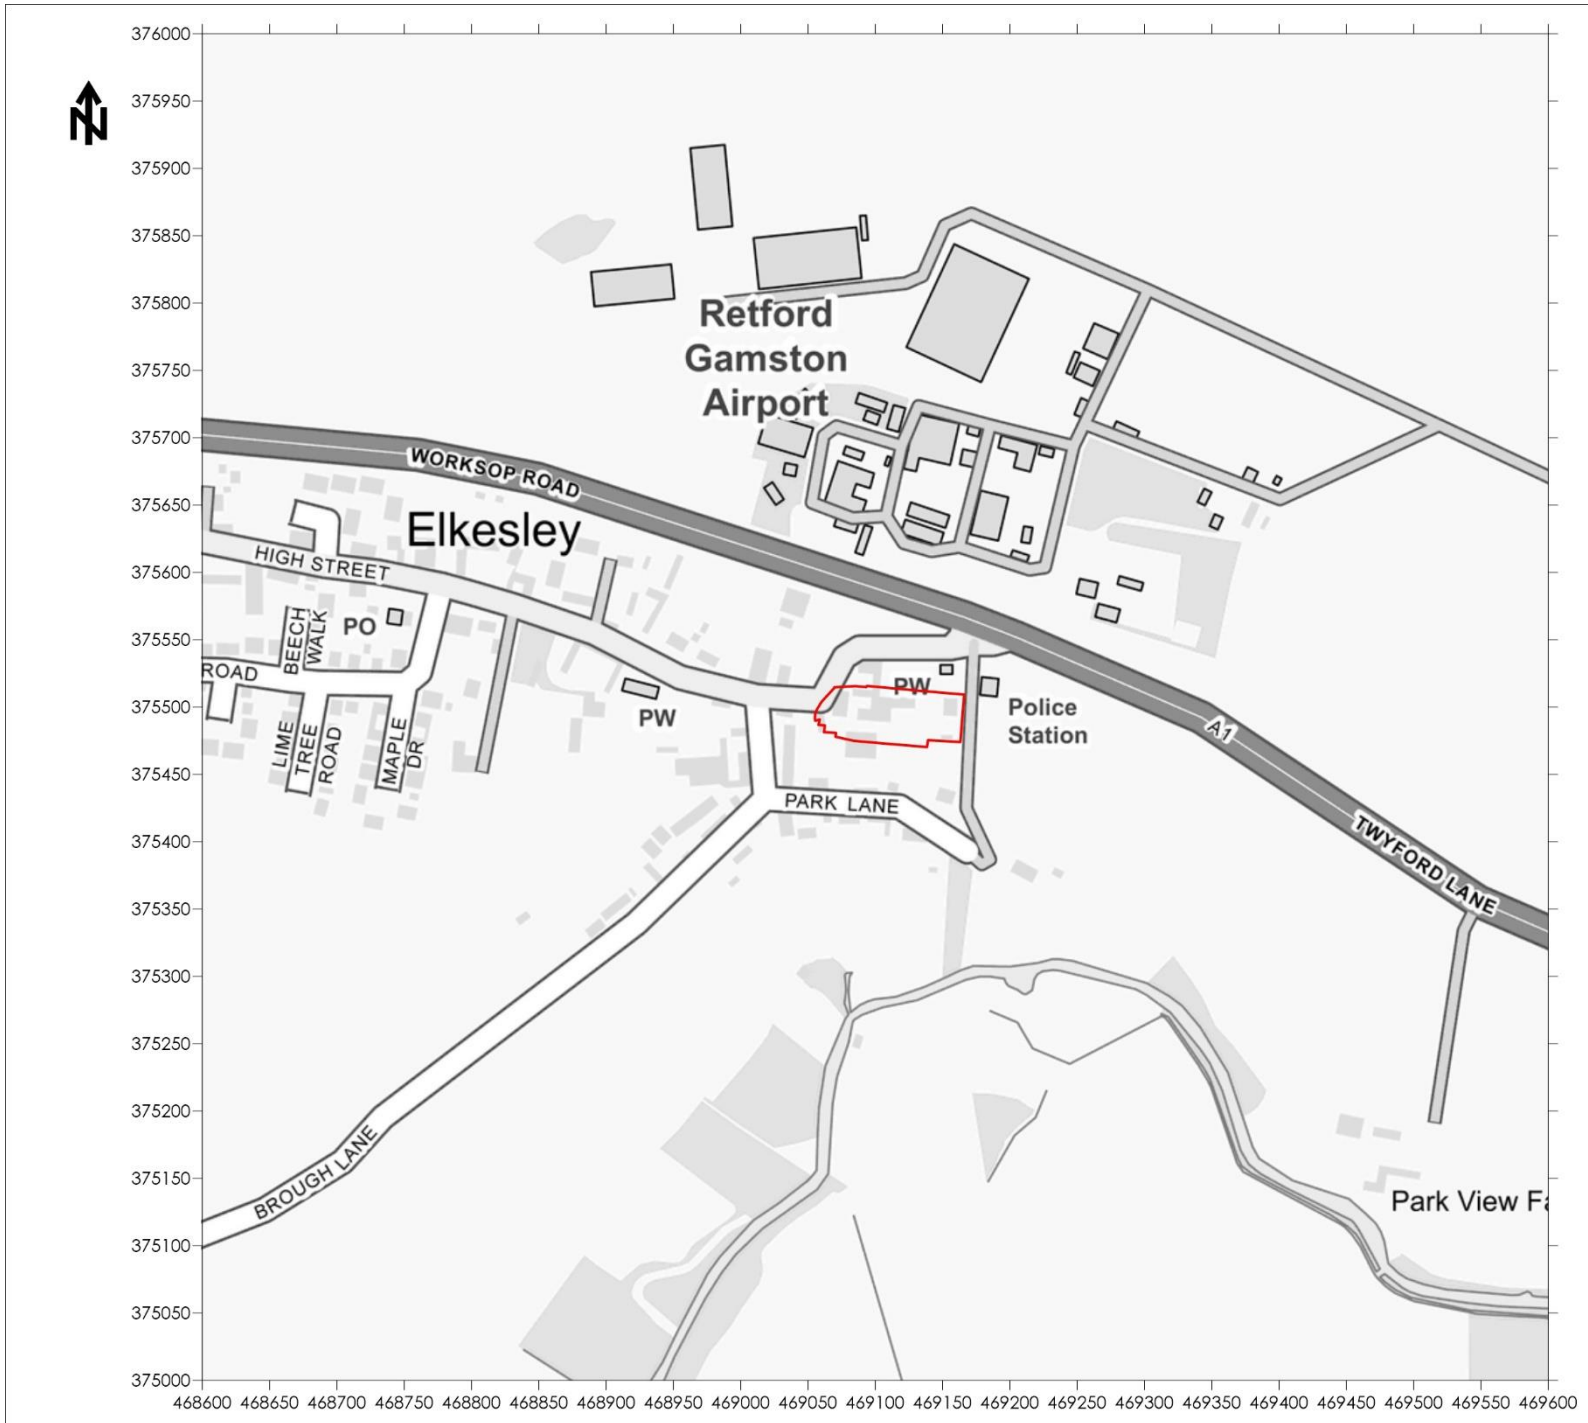 376000
375950
N
375900
375850
375800
Retford
Gamston
Airport
375750
375700
WORKSOP ROAD
375650
Elkesley
375600
HIGH STREET
BEECH
WALK
PO
375550
ROAD
PW
PW
375500
Police
Station
A1
LIME
TREE
ROAD
MAPLE
DR
375450
PARK LANE
375400
TWYFORD LANE
375350
375300
375250
375200
375150
BROUGH LANE
Park View Fa
375100
375050
375000
468600 468650 468700 468750 468800 468850 468900 468950 469000 469050 469100 469150 469200 469250 469300 469350 469400 469450 469500 469550 469600